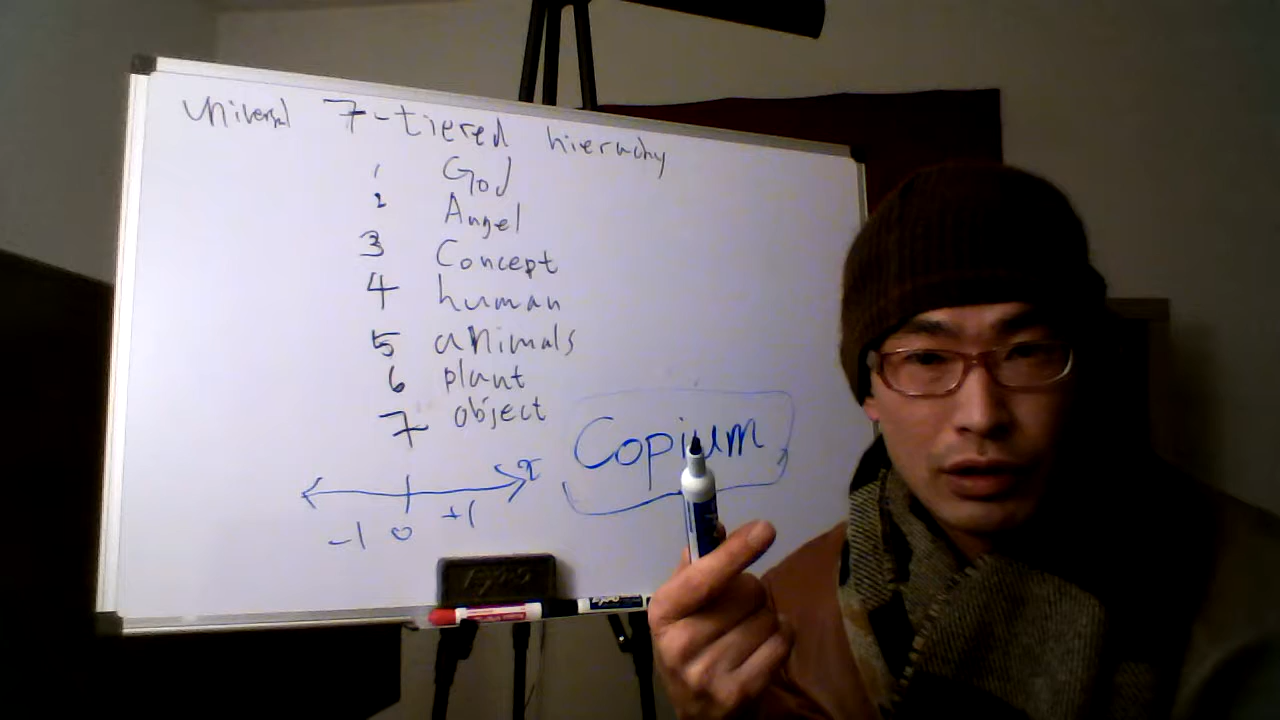 Universal 7-tiered hierachy
1 God
2 Angel
3 Concept
4 human
5 animals
6 plant
7 object
Copium
x
-1 0 +1